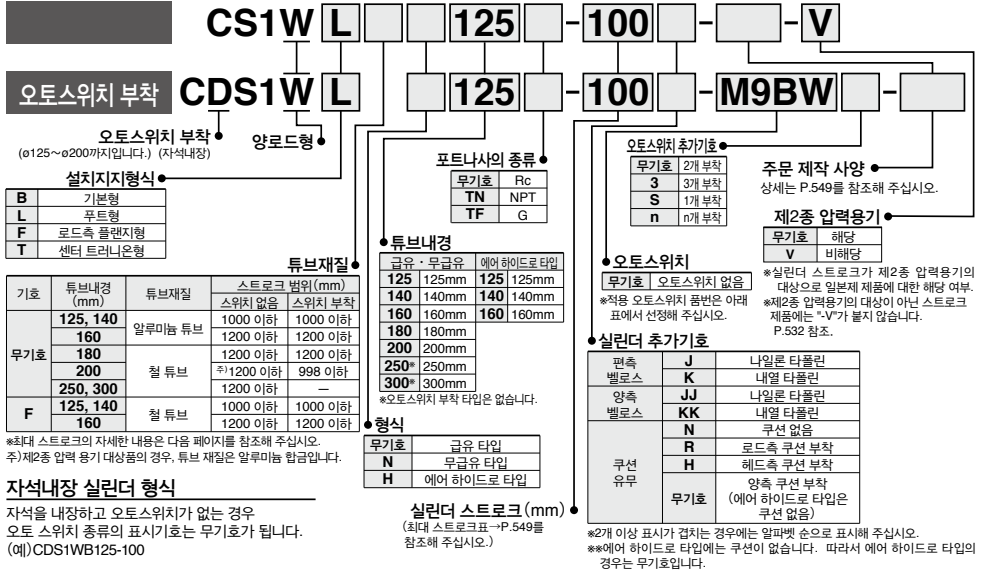 CS1W L 125 - 100 - - V
오토스위치 부착 CDS1W L 125 - 100 - M9BW -
오토스위치 부착
(ø125~ø200까지입니다.) (자석내장)
양로드형
설치지지형식
B 기본형
L 푸트형
F 로드측 플랜지형
T 센터 트러니온형
튜브재질
기호 튜브내경 (mm) 튜브재질 스트로크 범위(mm)
스위치 없음 스위치 부착
무기호 125, 140 알루미늄 튜브 1000 이하 1000 이하
160 1200 이하 1200 이하
180 철 튜브 1200 이하 1200 이하
200 주)1200 이하 998 이하
250, 300 1200 이하 –
F 125, 140 철 튜브 1000 이하 1000 이하
160 1200 이하 1200 이하
※최대 스트로크의 자세한 내용은 다음 페이지를 참조해 주십시오.
주)제2종 압력 용기 대상품의 경우, 튜브 재질은 알루미늄 합금입니다.
자석내장 실린더 형식
자석을 내장하고 오토스위치가 없는 경우
오토 스위치 종류의 표시기호는 무기호가 됩니다.
(예)CDS1WB125-100
포트나사의 종류
무기호 Rc
TN NPT
TF G
튜브내경
급유 · 무급유 에어 하이드로 타입
125 125mm 125 125mm
140 140mm 140 140mm
160 160mm 160 160mm
180 180mm
200 200mm
250※ 250mm
300※ 300mm
※오토스위치 부착 타입은 없습니다.
형식
무기호 급유 타입
N 무급유 타입
H 에어 하이드로 타입
실린더 스트로크(mm)
(최대 스트로크표→P.549를
참조해 주십시오.)
오토스위치 추가기호
무기호 2개 부착
3 3개 부착
S 1개 부착
n n개 부착
오토스위치
무기호 오토스위치 없음
※적용 오토스위치 품번은 아래
표에서 선정해 주십시오.
실린더 추가기호
편측 벨로스 J 나일론 타폴린
K 내열 타폴린
양측 벨로스 JJ 나일론 타폴린
KK 내열 타폴린
쿠션 유무 N 쿠션 없음
R 로드측 쿠션 부착
H 헤드측 쿠션 부착
무기호 양측 쿠션 부착
(에어 하이드로 타입은
쿠션 없음)
※2개 이상 표시가 겹치는 경우에는 알파벳 순으로 표시해 주십시오.
※※에어 하이드로 타입에는 쿠션이 없습니다. 따라서 에어 하이드로 타입의
경우는 무기호입니다.
주문 제작 사양
상세는 P.549를 참조해 주십시오.
제2종 압력용기
무기호 해당
V 비해당
※실린더 스트로크가 제2종 압력용기의
대상으로 일본제 제품에 대한 해당 여부.
※제2종 압력용기의 대상이 아닌 스트로크
제품에는 "-V"가 붙지 않습니다.
P.532 참조.